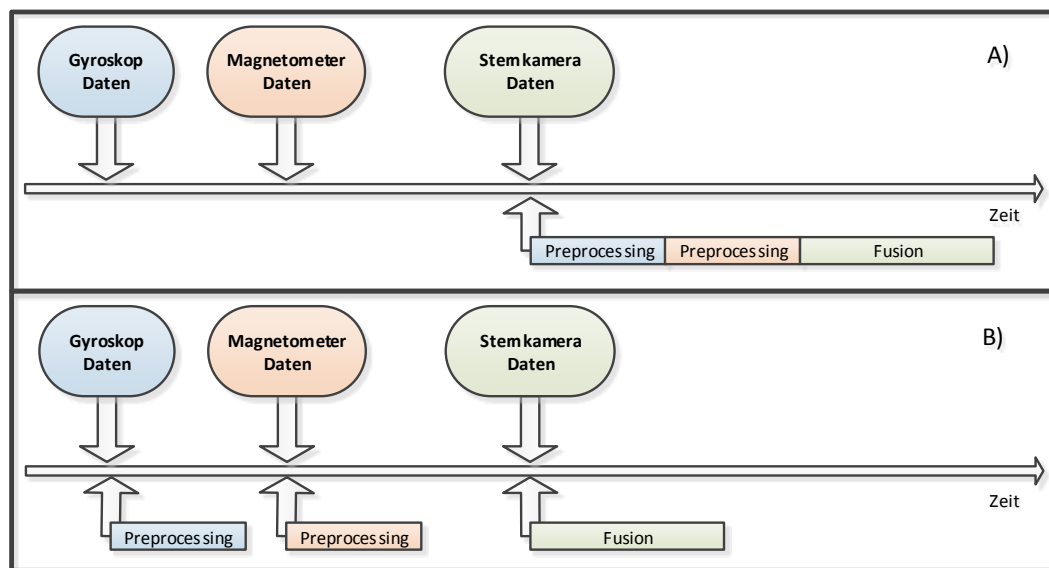 Gyroskop
Daten
Magnetometer
Daten
Sternkamera
Daten
A)
Zeit
Preprocessing
Preprocessing
Fusion
Gyroskop
Daten
Magnetometer
Daten
Sternkamera
Daten
B)
Zeit
Preprocessing
Preprocessing
Fusion